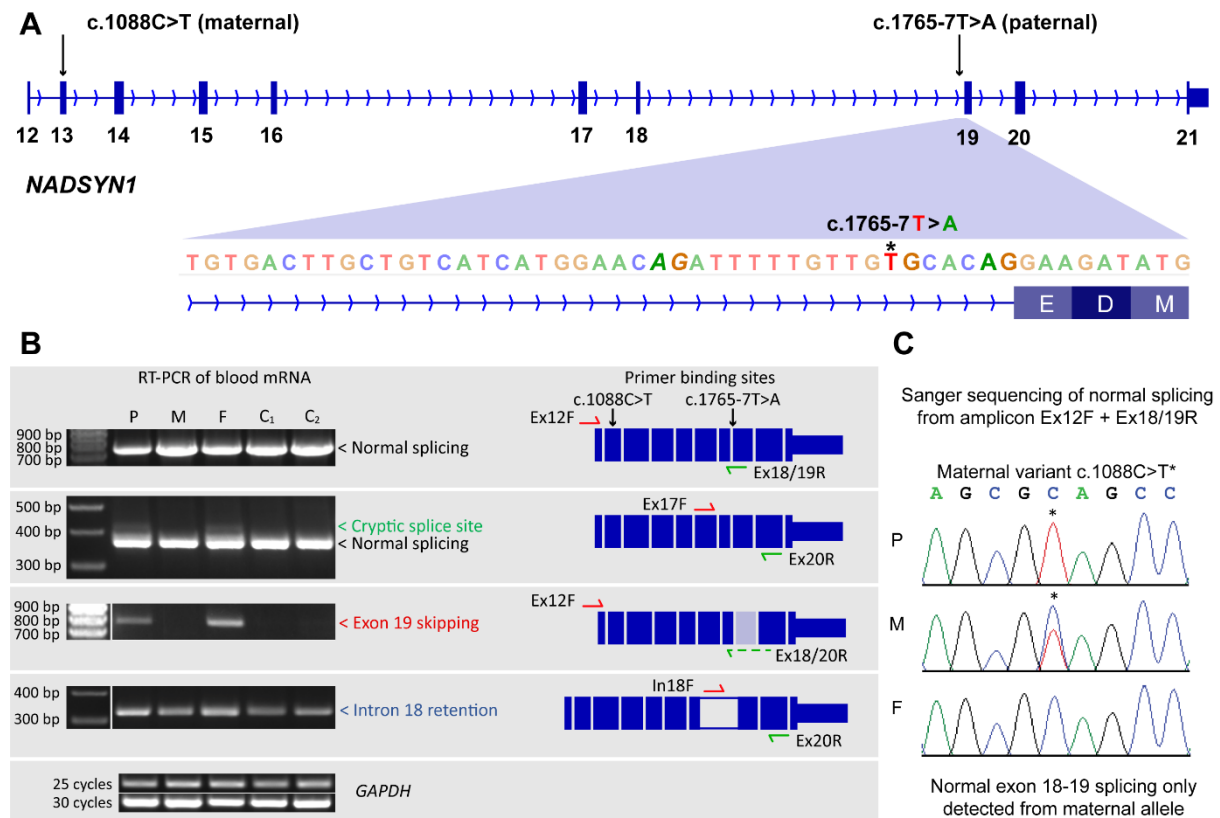 A
c.1088C>T (maternal)
c.1765-7T>A (paternal)
12 13 14 15 16 17 18 19 20 21
NADSYN1
c.1765-7T>A
*
TGTGACTTGCTGTCATCATGGAACAGATTTTTGTTGTGCACAGGAAGATATG
E D M
B
RT-PCR of blood mRNA
Primer binding sites
P M F C1 C2
c.1088C>T c.1765-7T>A
900 bp
800 bp
700 bp
< Normal splicing
Ex12F
Ex18/19R
500 bp
400 bp
300 bp
< Cryptic splice site
< Normal splicing
Ex17F
Ex20R
900 bp
800 bp
700 bp
< Exon 19 skipping
Ex12F
Ex18/20R
400 bp
300 bp
< Intron 18 retention
In18F
Ex20R
25 cycles
30 cycles
GAPDH
C
Sanger sequencing of normal splicing
from amplicon Ex12F + Ex18/19R
Maternal variant c.1088C>T*
A G C G C A G C C
*
P
*
M
F
Normal exon 18-19 splicing only
detected from maternal allele